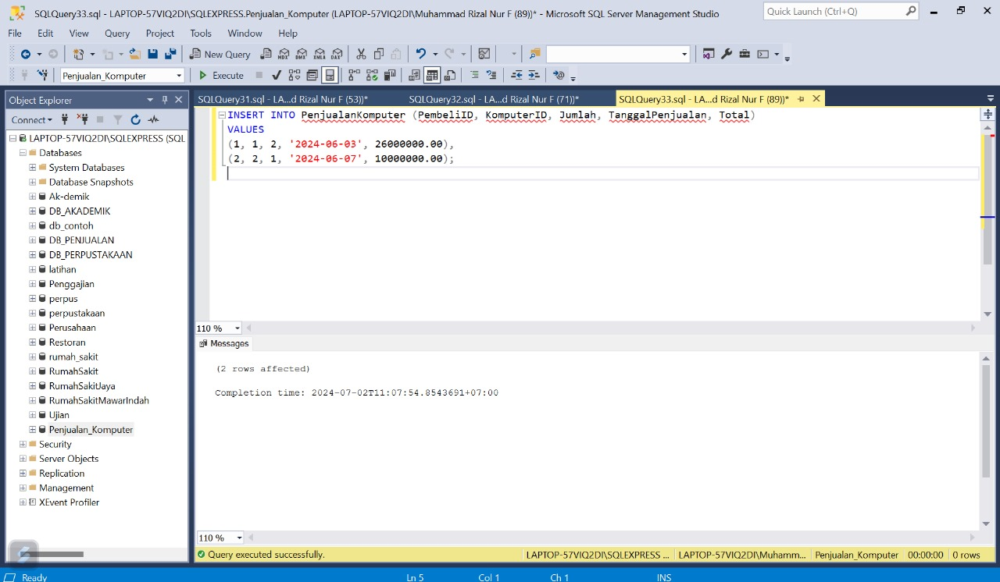 SQLQuery33.sql - LAPTOP-57VIQ2DI\SQLEXPRESS.Penjualan_Komputer (LAPTOP-57VIQ2DI\Muhammad Rizal Nur F (89))* - Microsoft SQL Server Management Studio
Quick Launch (Ctrl+Q)
File Edit View Query Project Tools Window Help
New Query MDX DMX XMLA DAX
Penjualan_Komputer Execute
Object Explorer
Connect
LAPTOP-57VIQ2DI\SQLEXPRESS (SQL
Databases
System Databases
Database Snapshots
Ak-demik
DB_AKADEMIK
db_contoh
DB_PENJUALAN
DB_PERPUSTAKAAN
latihan
Penggajian
perpus
perpustakaan
Perusahaan
Restoran
rumah_sakit
RumahSakit
RumahSakitJaya
RumahSakitMawarIndah
Ujian
Penjualan_Komputer
Security
Server Objects
Replication
Management
XEvent Profiler
SQLQuery31.sql - LA...d Rizal Nur F (53))* SQLQuery32.sql - LA...d Rizal Nur F (71))* SQLQuery33.sql - LA...d Rizal Nur F (89))*
INSERT INTO PenjualanKomputer (PembeliID, KomputerID, Jumlah, TanggalPenjualan, Total)
VALUES
(1, 1, 2, '2024-06-03', 26000000.00),
(2, 2, 1, '2024-06-07', 10000000.00);
110 %
Messages
(2 rows affected)
Completion time: 2024-07-02T11:07:54.8543691+07:00
110 %
Query executed successfully. LAPTOP-57VIQ2DI\SQLEXPRESS ... LAPTOP-57VIQ2DI\Muhamm... Penjualan_Komputer 00:00:00 0 rows
Ready Ln 5 Col 1 Ch 1 INS